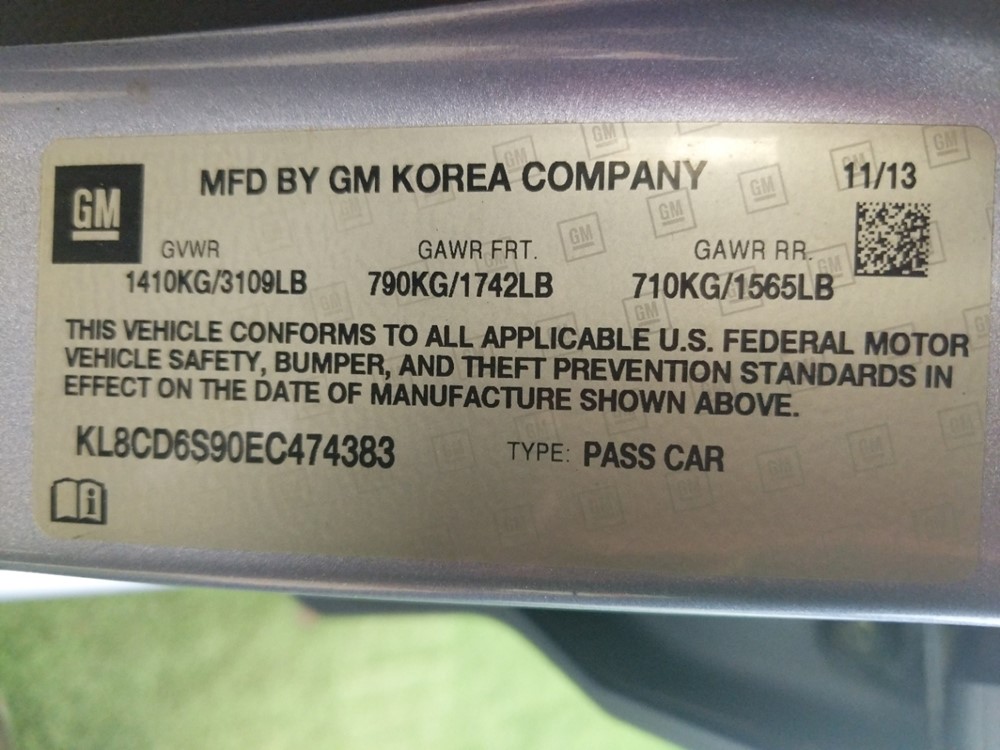 GM
MFD BY GM KOREA COMPANY
11/13
GVWR GAWR FRT. GAWR RR.
1410KG/3109LB 790KG/1742LB 710KG/1565LB
THIS VEHICLE CONFORMS TO ALL APPLICABLE U.S. FEDERAL MOTOR
VEHICLE SAFETY, BUMPER, AND THEFT PREVENTION STANDARDS IN
EFFECT ON THE DATE OF MANUFACTURE SHOWN ABOVE.
KL8CD6S90EC474383 TYPE: PASS CAR
i